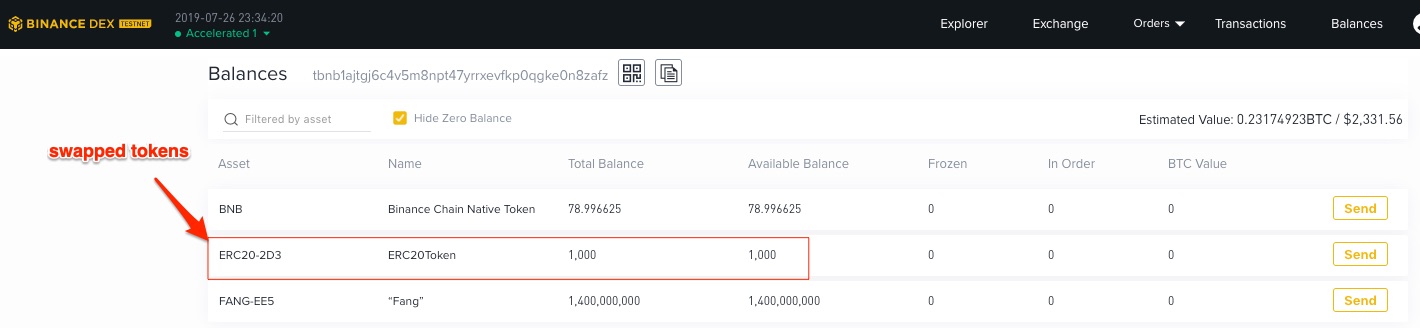 BINANCE DEX TESTNET
2019-07-26 23:34:20
Accelerated 1
Explorer Exchange Orders Transactions Balances
Balances tbnb1ajtgj6c4v5m8npt47yrrxevfkp0qgke0n8zafz
Filtered by asset Hide Zero Balance Estimated Value: 0.23174923BTC / $2,331.56
swapped tokens
Asset Name Total Balance Available Balance Frozen In Order BTC Value
BNB Binance Chain Native Token 78.996625 78.996625 0 0 0 Send
ERC20-2D3 ERC20Token 1,000 1,000 0 0 0 Send
FANG-EE5 “Fang” 1,400,000,000 1,400,000,000 0 0 0 Send